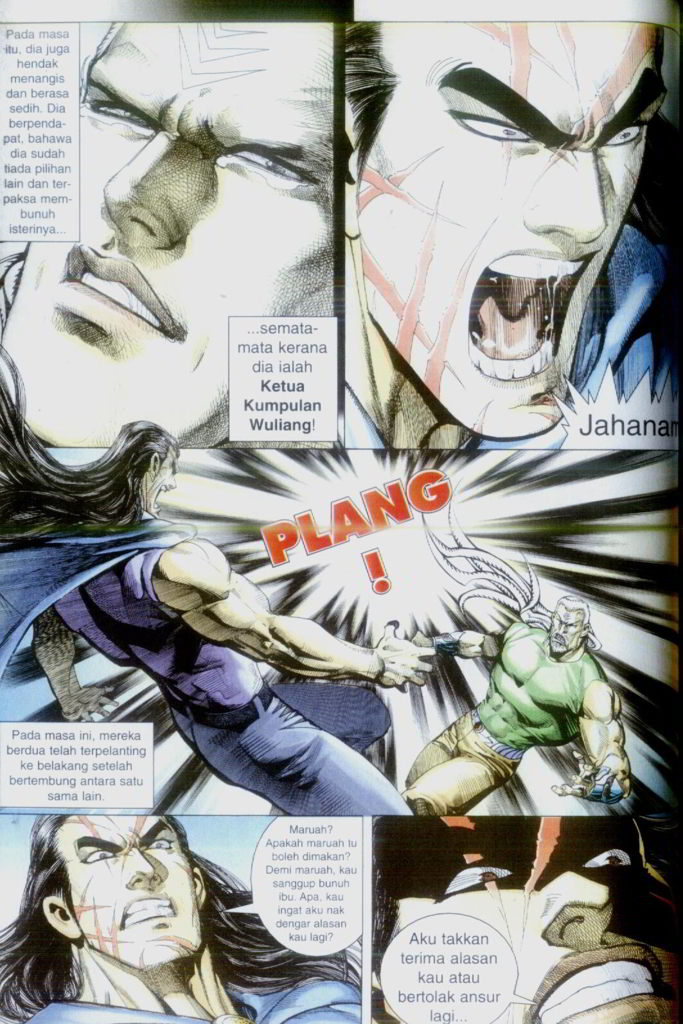 Pada masa
itu, dia juga
hendak
menangis
dan berasa
sedih. Dia
berpenda-
pat, bahawa
dia sudah
tiada pilihan
lain dan ter-
paksa mem-
bunuh
isterinya...
...semata-
mata kerana
dia ialah
Ketua
Kumpulan
Wuliang!
Jahanam
PLANG
!
Pada masa ini, mereka
berdua telah terpelanting
ke belakang setelah
bertembung antara satu
sama lain.
Maruah?
Apakah maruah itu
boleh dimakan?
Demi maruah, kau
sanggup bunuh
ibu. Apa, kau
ingat aku nak
dengar alasan
kau lagi?
Aku takkan
terima alasan
kau atau
bertolak ansur
lagi...